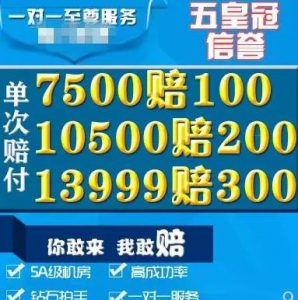 一对一至尊服务
五皇冠
信誉
单次赔付
7500赔100
10500赔200
13999赔300
你敢来 我敢赔
5A级机房
高成功率
钻石拍手
一对一服务